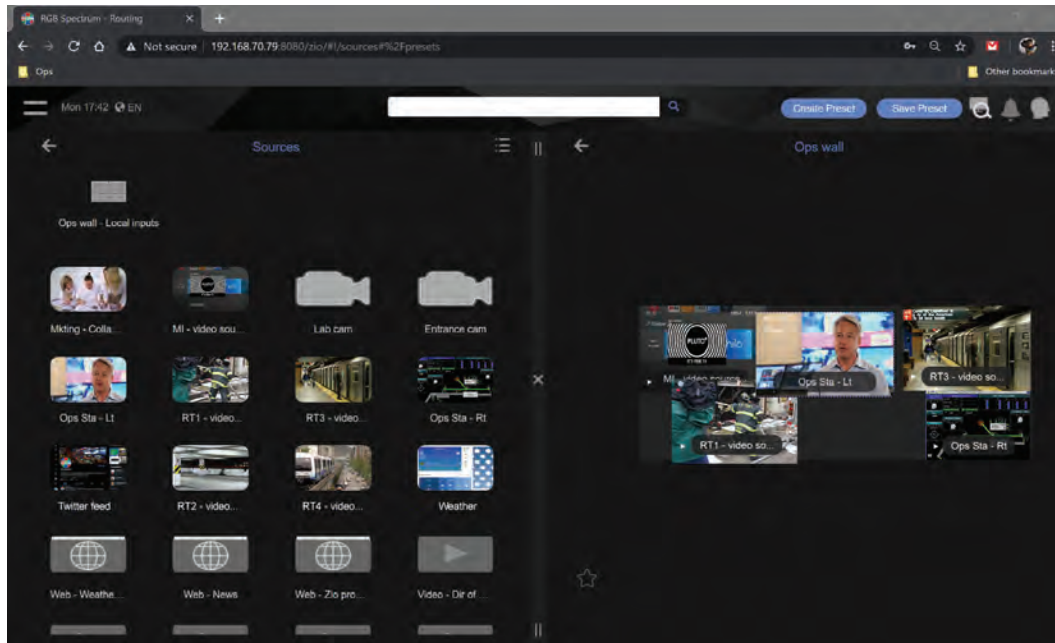 RGB Spectrum - Routing
Not secure 192.168.70.79:8080/zio/#!/sources#%2Fpresets
Ops
Other bookmark
Mon 17:42 EN
Create Preset
Save Preset
Sources
Ops wall
Ops wall - Local inputs
Mkting - Colla...
MI - video sou...
Lab cam
Entrance cam
Ops Sta - Lt
RT1 - video...
RT3 - video...
Ops Sta - Rt
Twitter feed
RT2 - video...
RT4 - video...
Weather
Web - Weathe...
Web - News
Web - Zio pro...
Video - Dir of ...
PLUTO
hilo
MI - video source
Ops Sta - Lt
RT3 - video so...
RT1 - video so...
Ops Sta - Rt